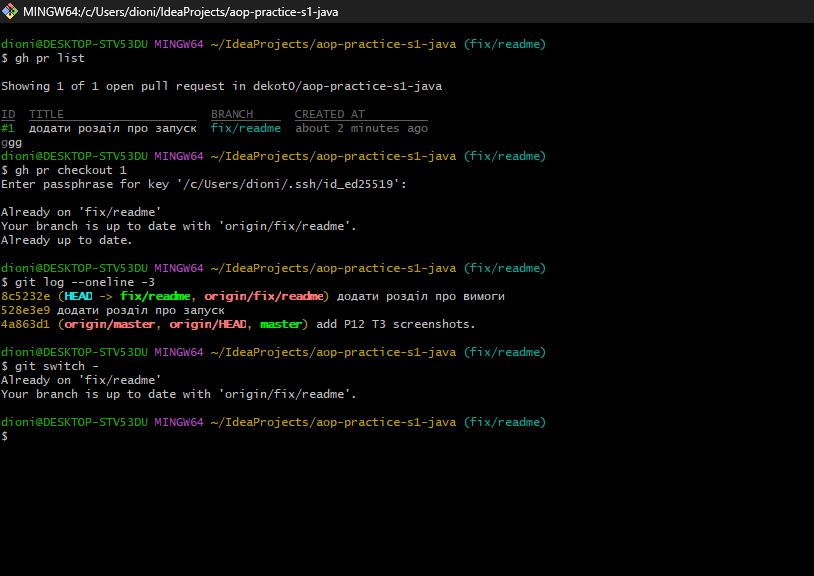 MINGW64:/c/Users/dioni/IdeaProjects/aop-practice-s1-java
dioni@DESKTOP-STV53DU MINGW64 ~/IdeaProjects/aop-practice-s1-java (fix/readme)
$ gh pr list
Showing 1 of 1 open pull request in dekot0/aop-practice-s1-java
ID TITLE BRANCH CREATED AT
#1 додати розділ про запуск fix/readme about 2 minutes ago
ggg
dioni@DESKTOP-STV53DU MINGW64 ~/IdeaProjects/aop-practice-s1-java (fix/readme)
$ gh pr checkout 1
Enter passphrase for key '/c/Users/dioni/.ssh/id_ed25519':
Already on 'fix/readme'
Your branch is up to date with 'origin/fix/readme'.
Already up to date.
dioni@DESKTOP-STV53DU MINGW64 ~/IdeaProjects/aop-practice-s1-java (fix/readme)
$ git log --oneline -3
8c5232e (HEAD -> fix/readme, origin/fix/readme) додати розділ про вимоги
528e3e9 додати розділ про запуск
4a863d1 (origin/master, origin/HEAD, master) add P12 T3 screenshots.
dioni@DESKTOP-STV53DU MINGW64 ~/IdeaProjects/aop-practice-s1-java (fix/readme)
$ git switch -
Already on 'fix/readme'
Your branch is up to date with 'origin/fix/readme'.
dioni@DESKTOP-STV53DU MINGW64 ~/IdeaProjects/aop-practice-s1-java (fix/readme)
$